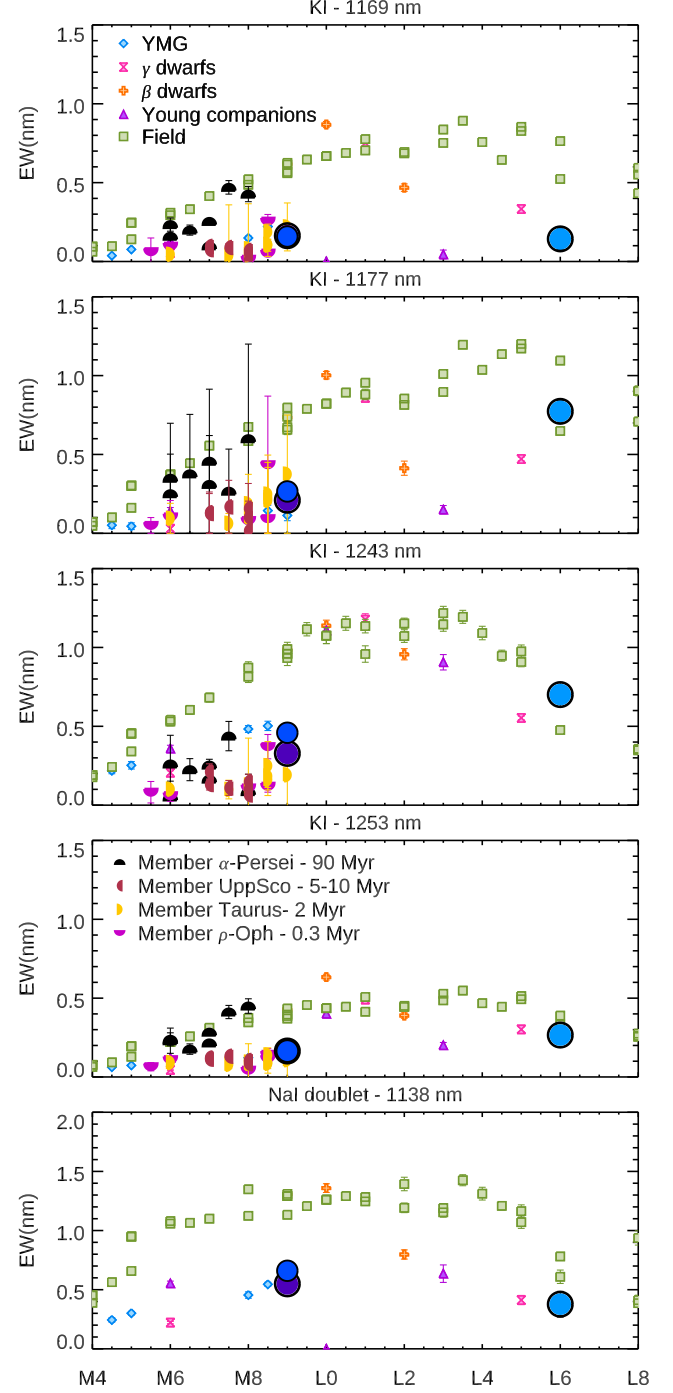 KI - 1169 nm
1.5
YMG
γ dwarfs
β dwarfs
1.0
Young companions
Field
EW(nm)
0.5
0.0
KI - 1177 nm
1.5
1.0
EW(nm)
0.5
0.0
KI - 1243 nm
1.5
1.0
EW(nm)
0.5
0.0
KI - 1253 nm
1.5
Member α-Persei - 90 Myr
Member UppSco - 5-10 Myr
1.0
Member Taurus- 2 Myr
Member ρ-Oph - 0.3 Myr
EW(nm)
0.5
0.0
NaI doublet - 1138 nm
2.0
1.5
EW(nm)
1.0
0.5
0.0
M4 M6 M8 L0 L2 L4 L6 L8